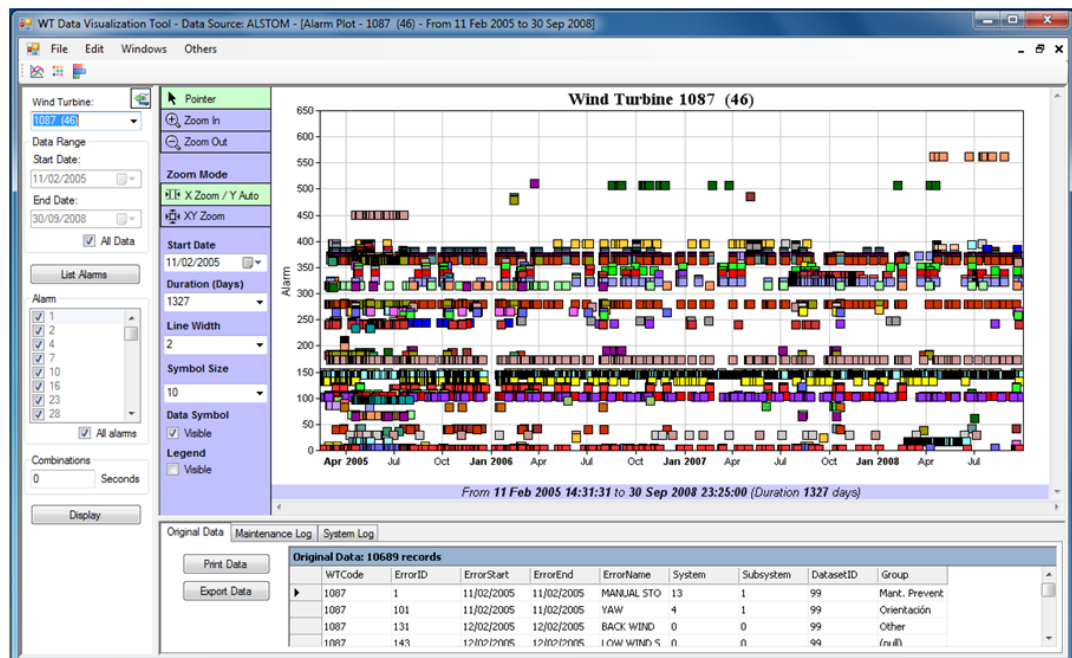 WT Data Visualization Tool - Data Source: ALSTOM - [Alarm Plot - 1087 (46) - From 11 Feb 2005 to 30 Sep 2008]
File Edit Windows Others
Wind Turbine:
1087 (46)
Data Range
Start Date:
11/02/2005
End Date:
30/09/2008
All Data
List Alarms
Alarm
1
2
4
7
10
16
23
28
All alarms
Combinations
0 Seconds
Display
Pointer
Zoom In
Zoom Out
Zoom Mode
X Zoom / Y Auto
XY Zoom
Start Date
11/02/2005
Duration (Days)
1327
Line Width
2
Symbol Size
10
Data Symbol
Visible
Legend
Visible
Wind Turbine 1087 (46)
Alarm
650
600
550
500
450
400
350
300
250
200
150
100
50
0
Apr 2005 Jul Oct Jan 2006 Apr Jul Oct Jan 2007 Apr Jul Oct Jan 2008 Apr Jul
From 11 Feb 2005 14:31:31 to 30 Sep 2008 23:25:00 (Duration 1327 days)
Original Data Maintenance Log System Log
Print Data
Export Data
Original Data: 10689 records
WTCode ErrorID ErrorStart ErrorEnd ErrorName System Subsystem DatasetID Group
1087 1 11/02/2005 11/02/2005 MANUAL STO 13 1 99 Mant. Prevent
1087 101 11/02/2005 11/02/2005 YAW 4 1 99 Orientación
1087 131 12/02/2005 12/02/2005 BACK WIND 0 0 99 Other
1087 143 12/02/2005 12/02/2005 LOW WIND S 0 0 99 (null)